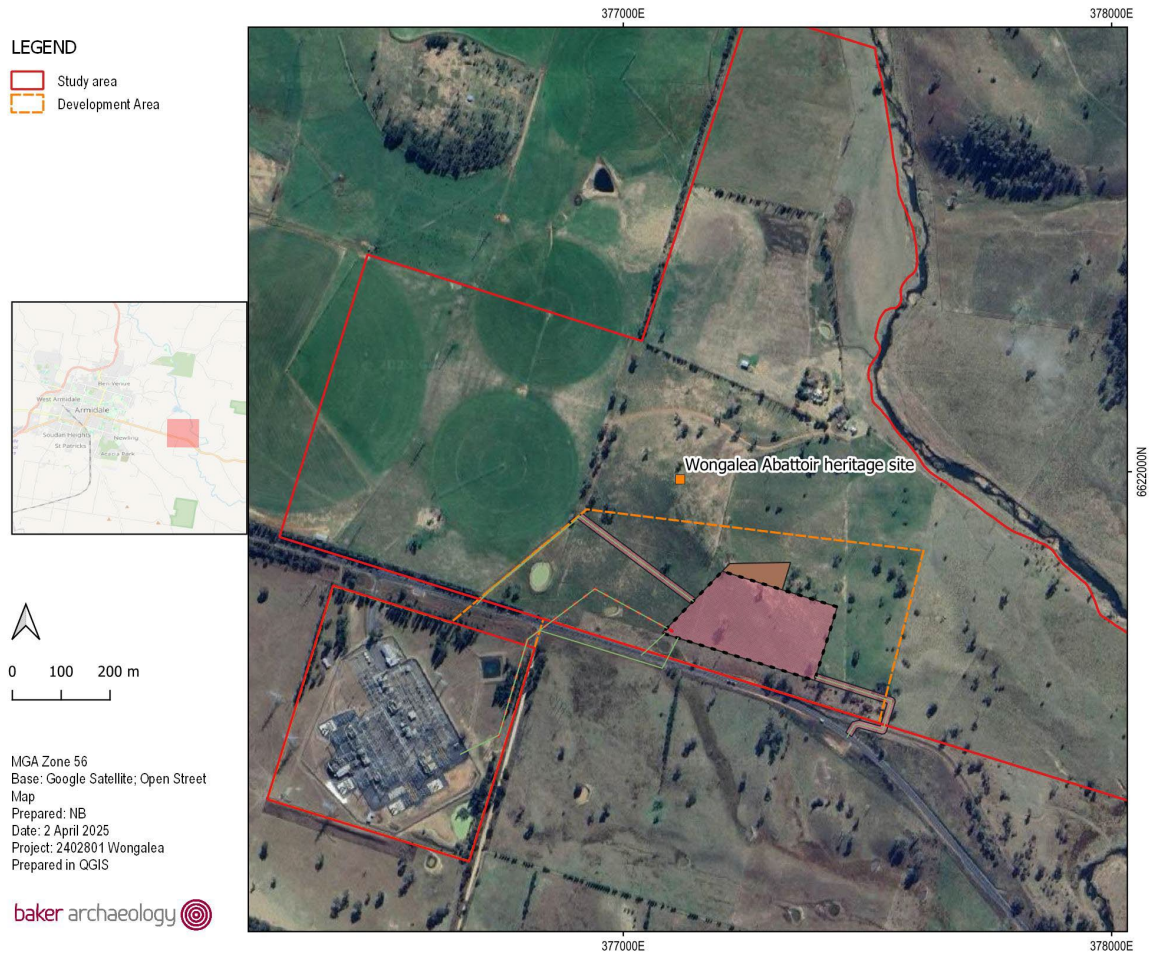 377000E
378000E
LEGEND
Study area
Development Area
Ben Venue
West Armidale
Armidale
Soudan Heights
Newling
St Patricks
Wongalea Abattoir heritage site
6622000N
0 100 200 m
MGA Zone 56
Base: Google Satellite; Open Street
Map
Prepared: NB
Date: 2 April 2025
Project: 2402801 Wongalea
Prepared in QGIS
baker archaeology
377000E
378000E